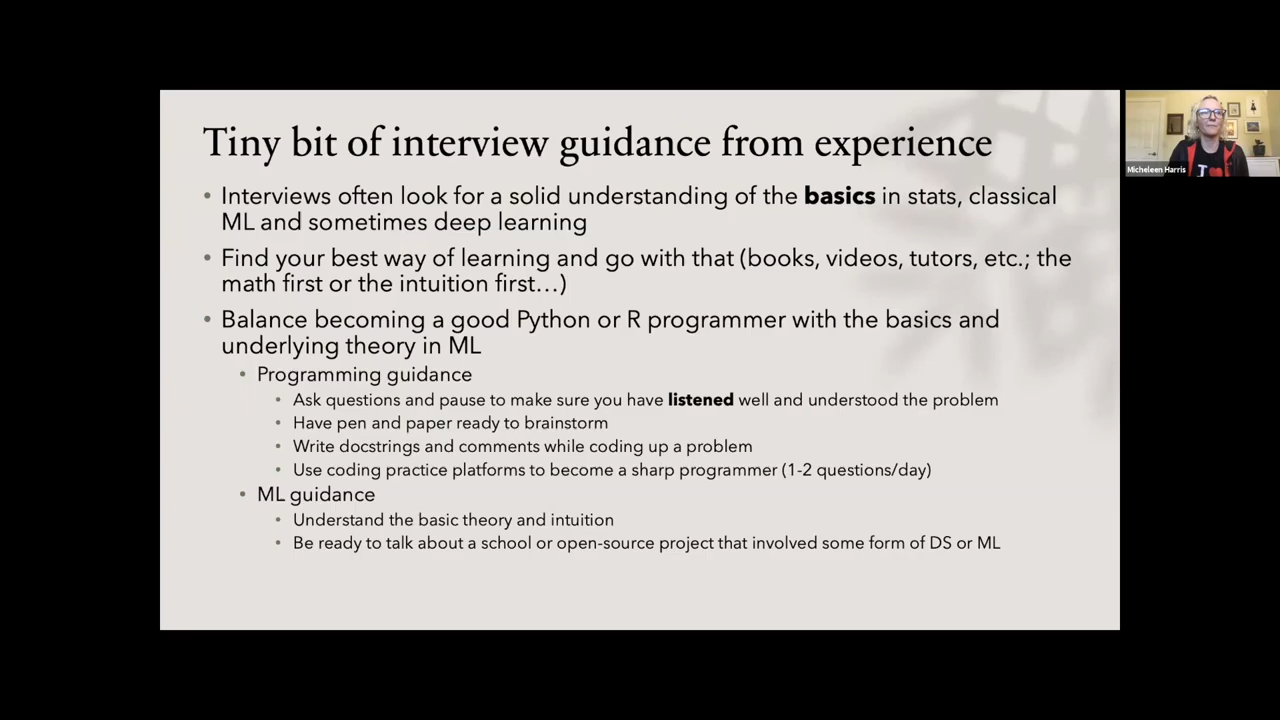 Tiny bit of interview guidance from experience
• Interviews often look for a solid understanding of the basics in stats, classical
ML and sometimes deep learning
• Find your best way of learning and go with that (books, videos, tutors, etc.; the
math first or the intuition first…)
• Balance becoming a good Python or R programmer with the basics and
underlying theory in ML
• Programming guidance
• Ask questions and pause to make sure you have listened well and understood the problem
• Have pen and paper ready to brainstorm
• Write docstrings and comments while coding up a problem
• Use coding practice platforms to become a sharp programmer (1-2 questions/day)
• ML guidance
• Understand the basic theory and intuition
• Be ready to talk about a school or open-source project that involved some form of DS or ML
Micheleen Harris
I